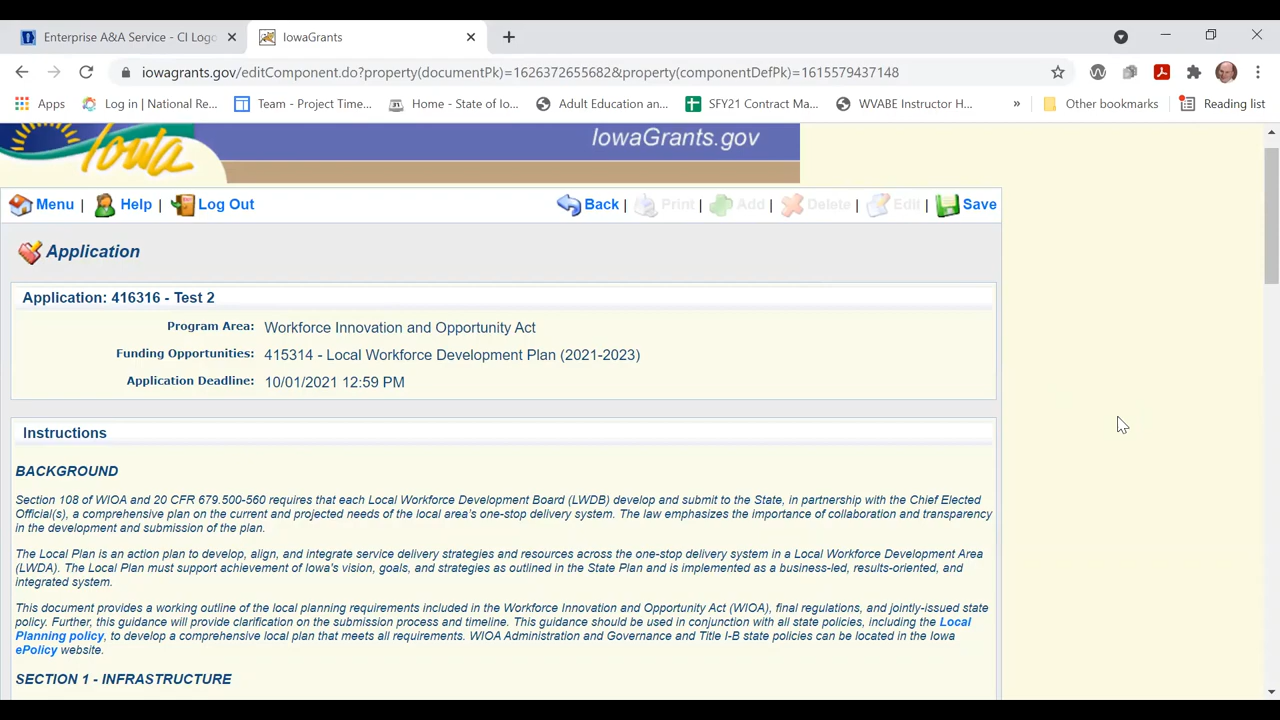 Enterprise A&A Service - CI Logo
IowaGrants
iowagrants.gov/editComponent.do?property(documentPk)=1626372655682&property(componentDefPk)=1615579437148
Apps
Log in | National Re...
Team - Project Time...
Home - State of Io...
Adult Education an...
SFY21 Contract Ma...
WVABE Instructor H...
»
Other bookmarks
Reading list
Iowa
IowaGrants.gov
Menu | Help | Log Out
Back | Print | Add | Delete | Edit | Save
Application
Application: 416316 - Test 2
Program Area: Workforce Innovation and Opportunity Act
Funding Opportunities: 415314 - Local Workforce Development Plan (2021-2023)
Application Deadline: 10/01/2021 12:59 PM
Instructions
BACKGROUND
Section 108 of WIOA and 20 CFR 679.500-560 requires that each Local Workforce Development Board (LWDB) develop and submit to the State, in partnership with the Chief Elected
Official(s), a comprehensive plan on the current and projected needs of the local area's one-stop delivery system. The law emphasizes the importance of collaboration and transparency
in the development and submission of the plan.
The Local Plan is an action plan to develop, align, and integrate service delivery strategies and resources across the one-stop delivery system in a Local Workforce Development Area
(LWDA). The Local Plan must support achievement of Iowa's vision, goals, and strategies as outlined in the State Plan and is implemented as a business-led, results-oriented, and
integrated system.
This document provides a working outline of the local planning requirements included in the Workforce Innovation and Opportunity Act (WIOA), final regulations, and jointly-issued state
policy. Further, this guidance will provide clarification on the submission process and timeline. This guidance should be used in conjunction with all state policies, including the Local
Planning policy, to develop a comprehensive local plan that meets all requirements. WIOA Administration and Governance and Title I-B state policies can be located in the Iowa
ePolicy website.
SECTION 1 - INFRASTRUCTURE